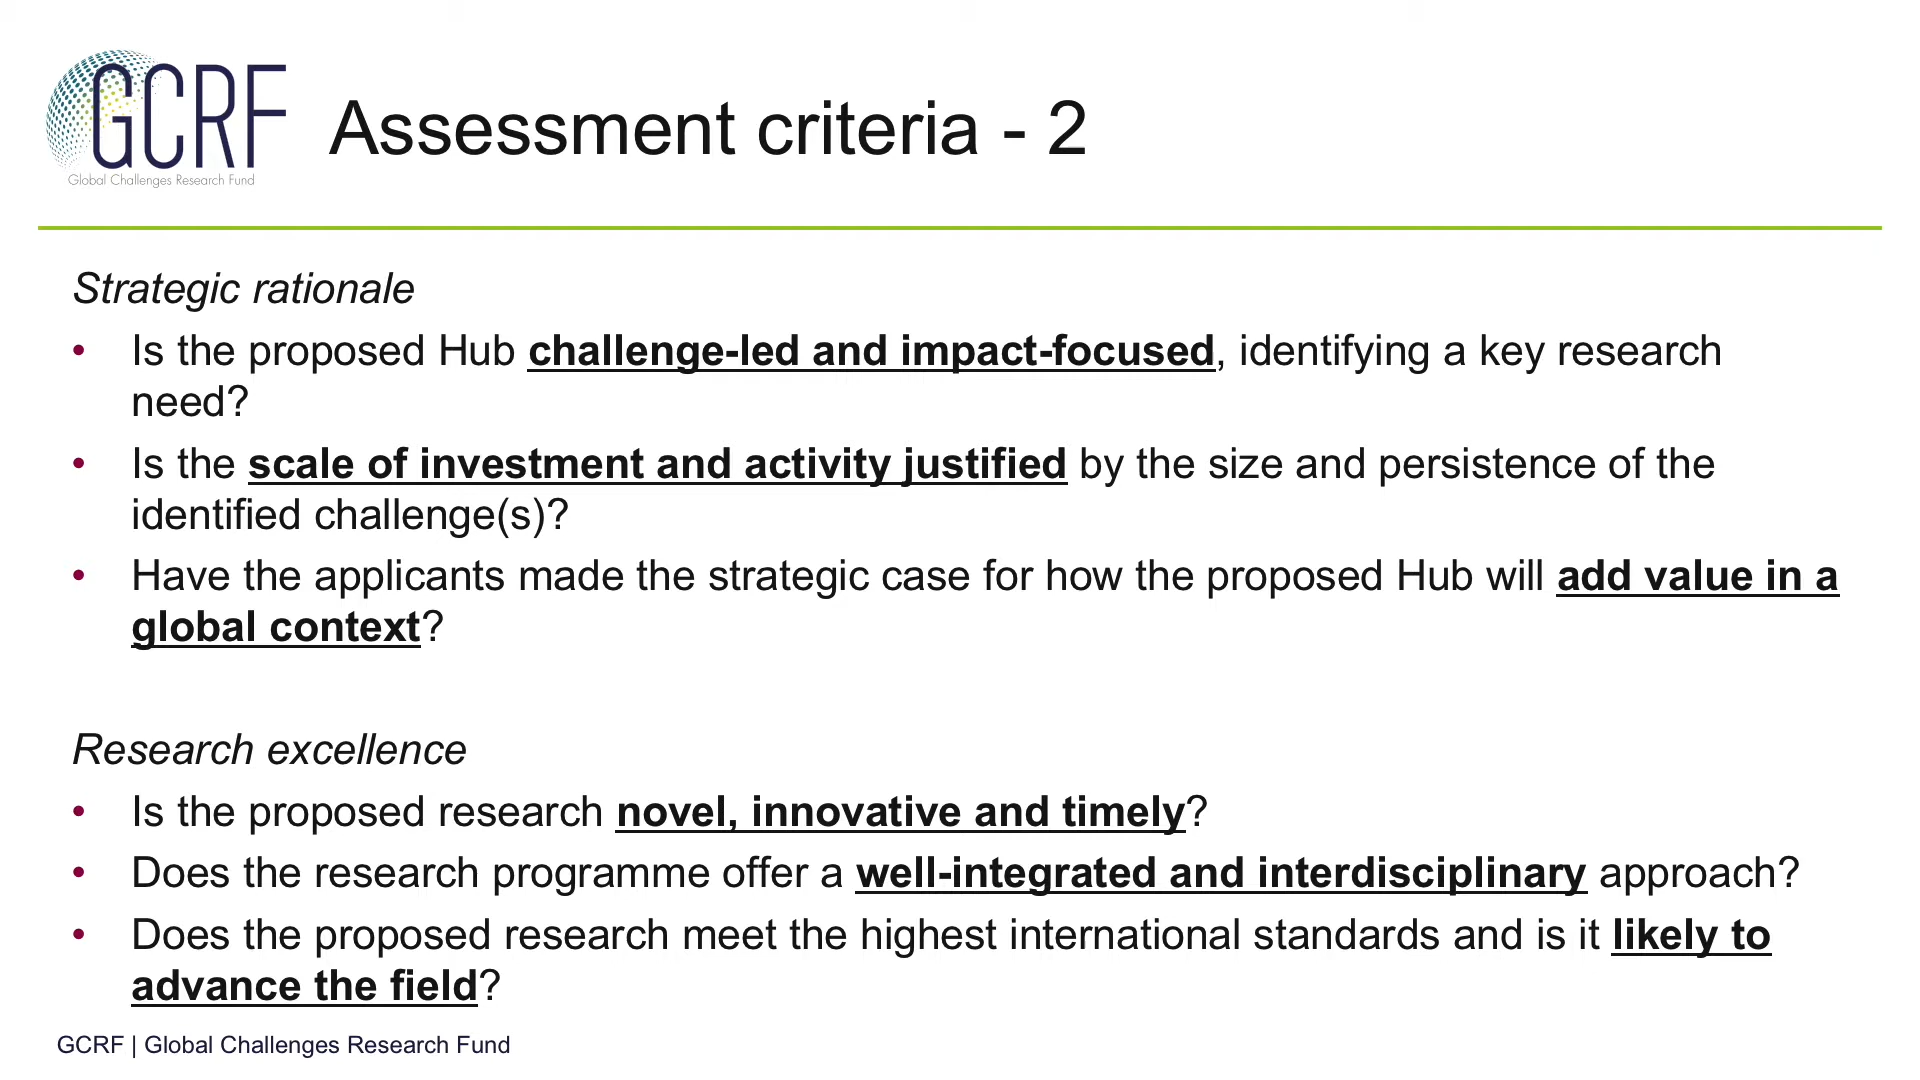 GCRF
Global Challenges Research Fund
Assessment criteria - 2
Strategic rationale
• Is the proposed Hub challenge-led and impact-focused, identifying a key research
need?
• Is the scale of investment and activity justified by the size and persistence of the
identified challenge(s)?
• Have the applicants made the strategic case for how the proposed Hub will add value in a
global context?
Research excellence
• Is the proposed research novel, innovative and timely?
• Does the research programme offer a well-integrated and interdisciplinary approach?
• Does the proposed research meet the highest international standards and is it likely to
advance the field?
GCRF | Global Challenges Research Fund